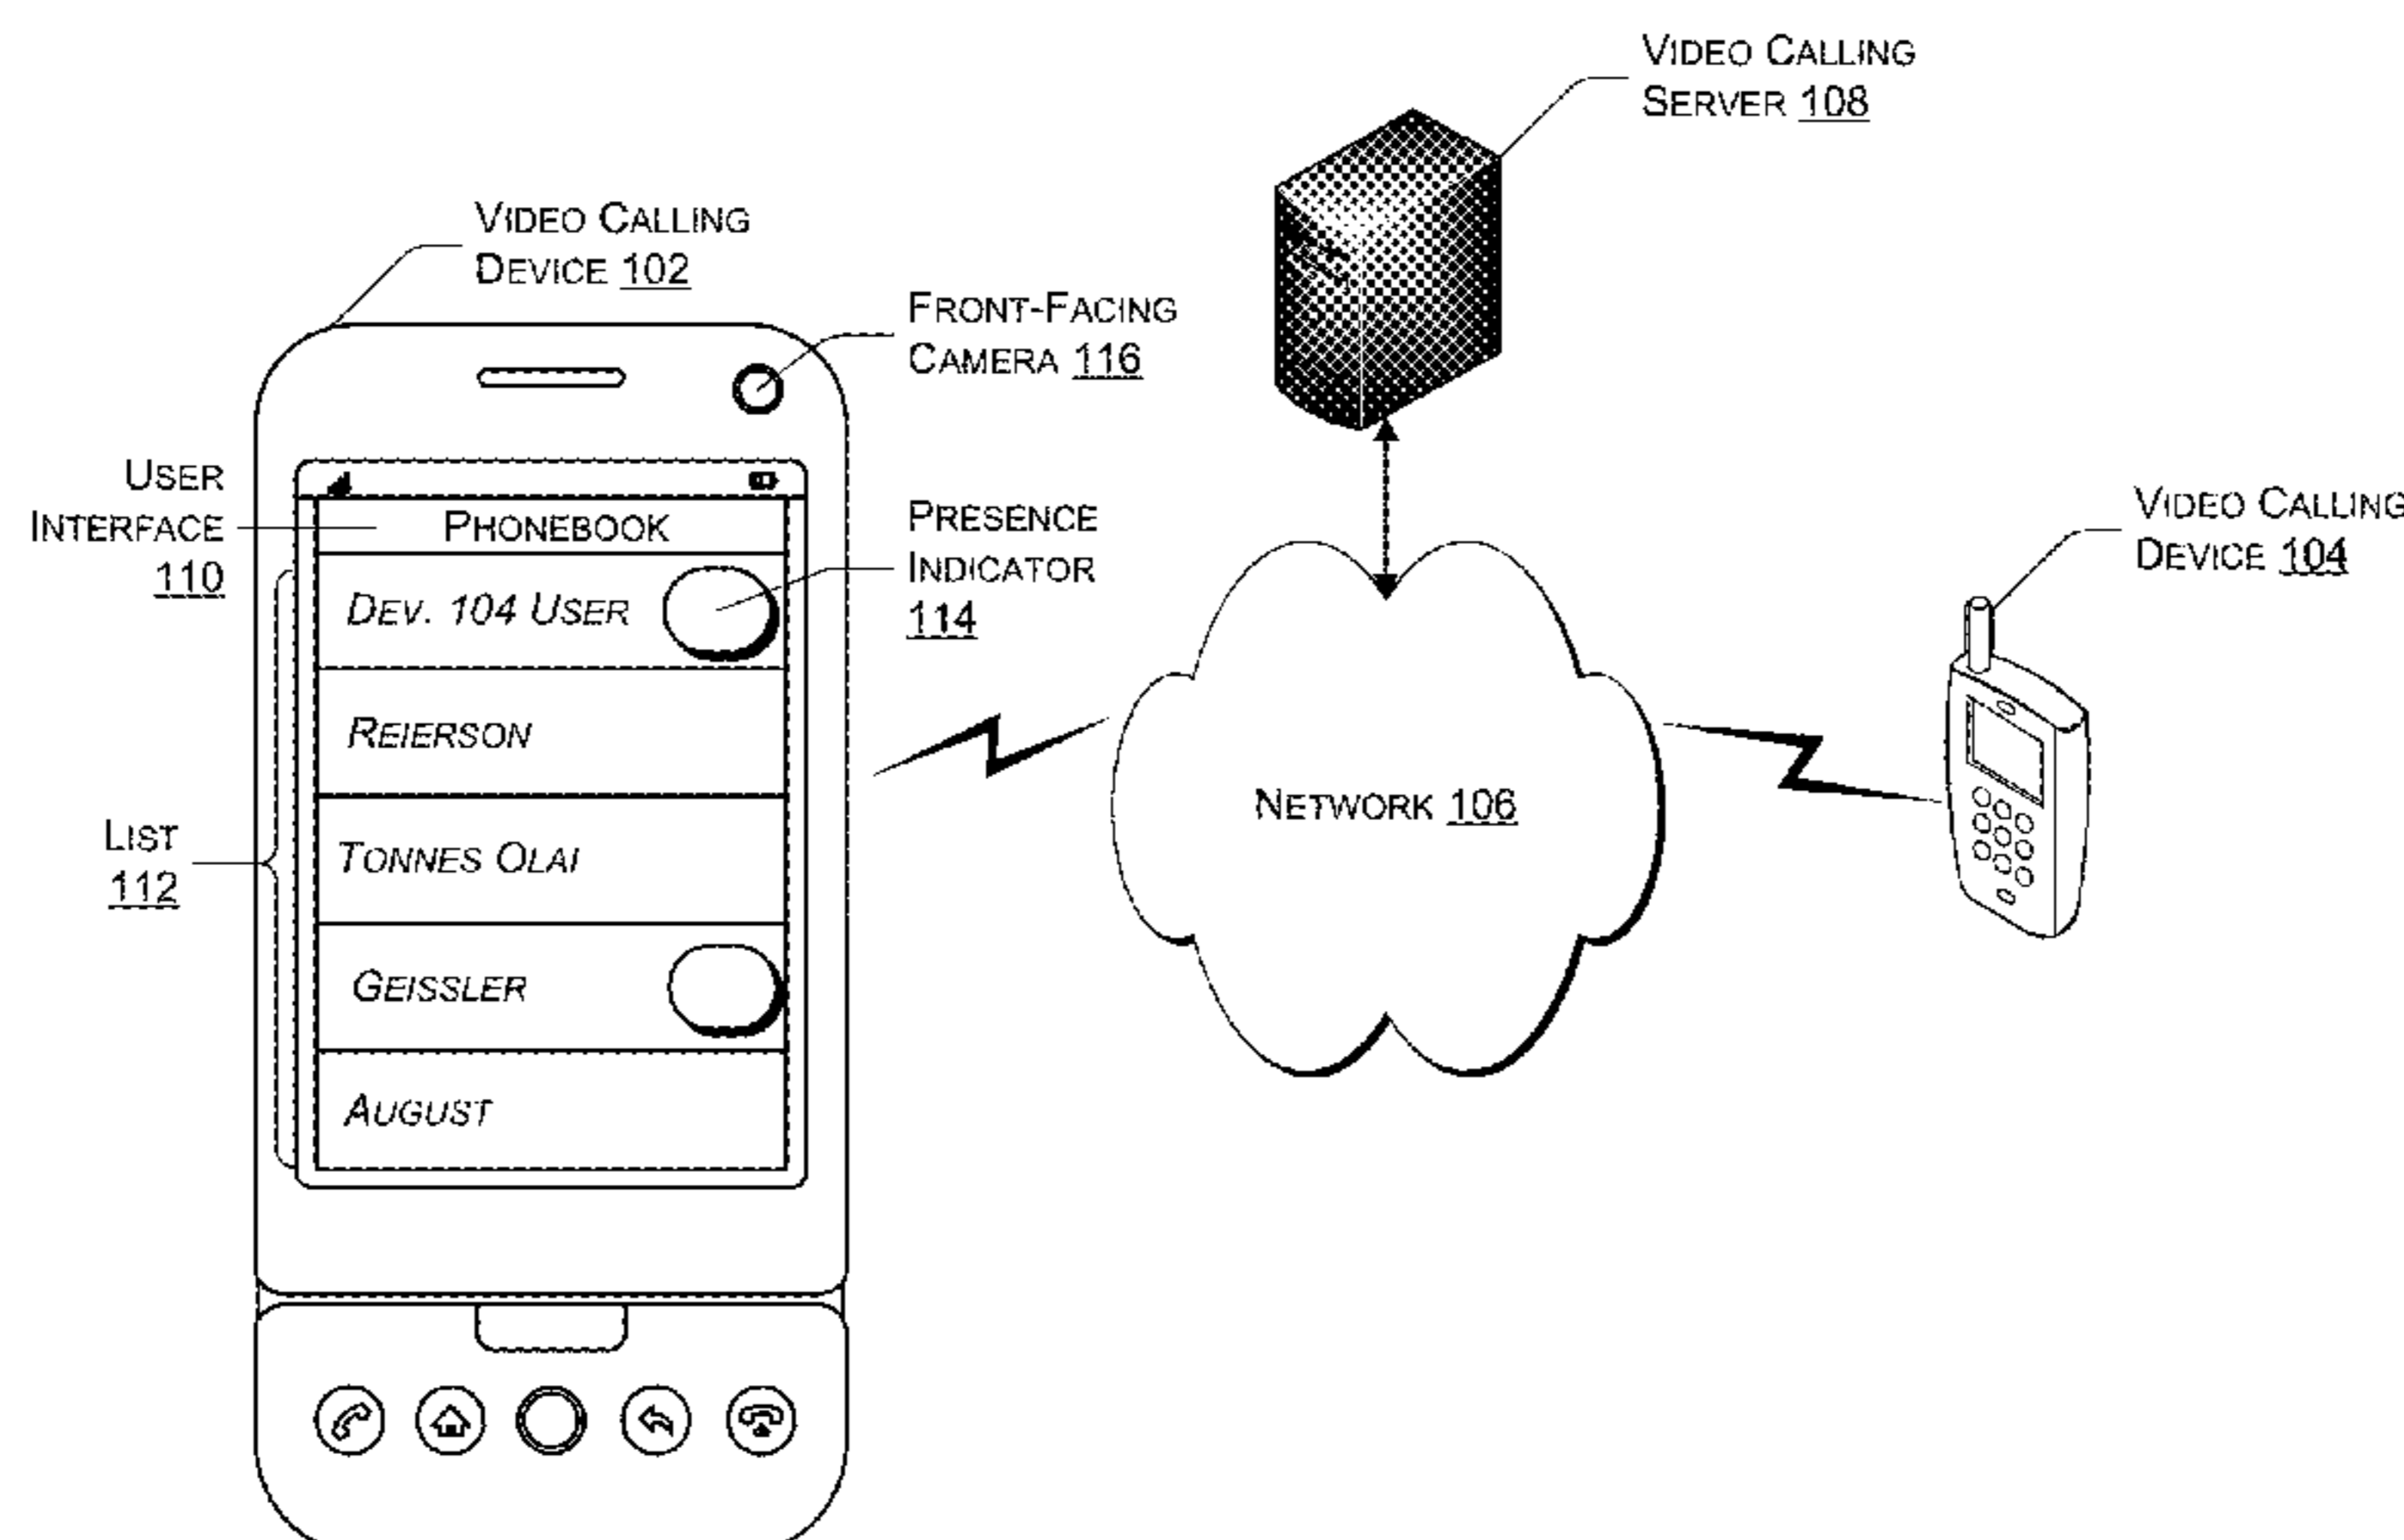 VIDEO CALLING
SERVER 108
VIDEO CALLING
DEVICE 102
FRONT-FACING
CAMERA 116
USER
INTERFACE
110
PHONEBOOK
PRESENCE
INDICATOR
114
VIDEO CALLING
DEVICE 104
DEV. 104 USER
REIERSON
NETWORK 106
LIST
112
TONNES OLAI
GEISSLER
AUGUST